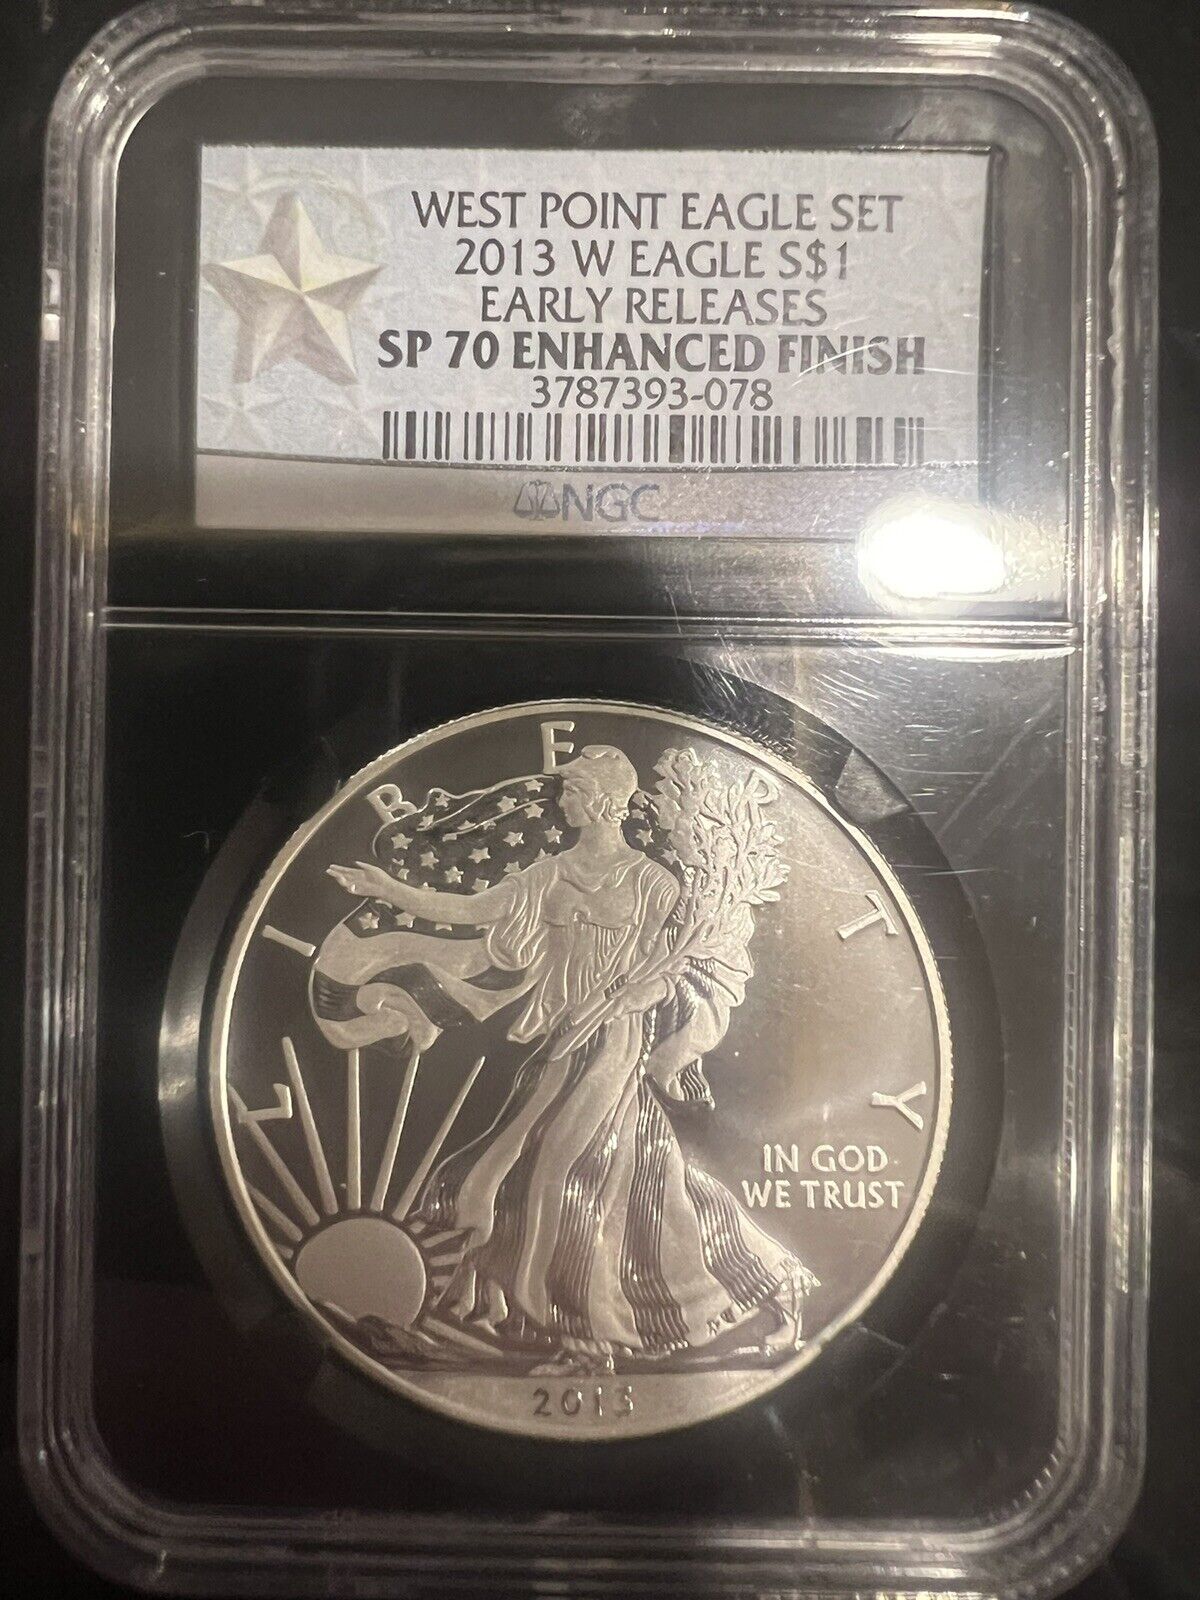 WEST POINT EAGLE SET
2013 W EAGLE S$1
EARLY RELEASES
SP 70 ENHANCED FINISH
3787393-078
NGC
LIBERTY
IN GOD
WE TRUST
2013